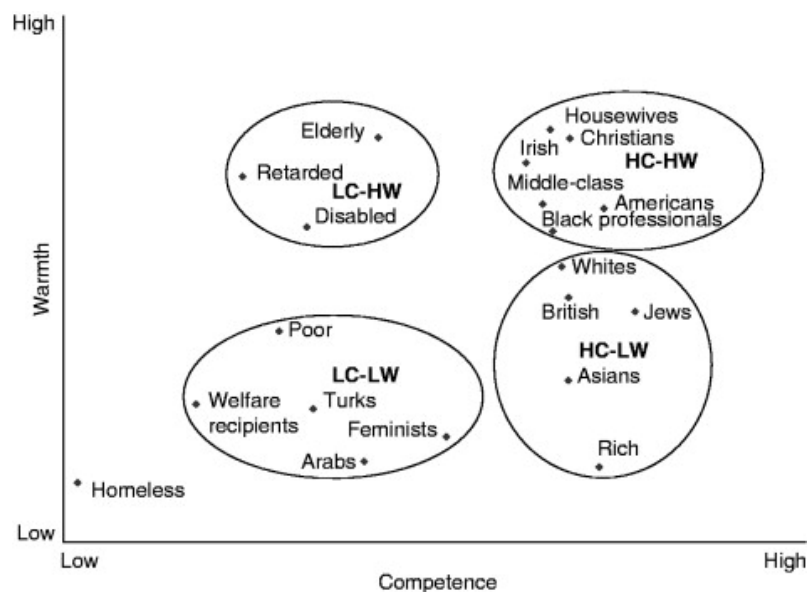 High
Housewives
Elderly
Christians
Irish
HC-HW
Retarded
LC-HW
Middle-class
Disabled
Americans
Black professionals
Whites
Warmth
British
Jews
Poor
HC-LW
LC-LW
Asians
Welfare
recipients
Turks
Feminists
Rich
Arabs
Homeless
Low
Low
High
Competence